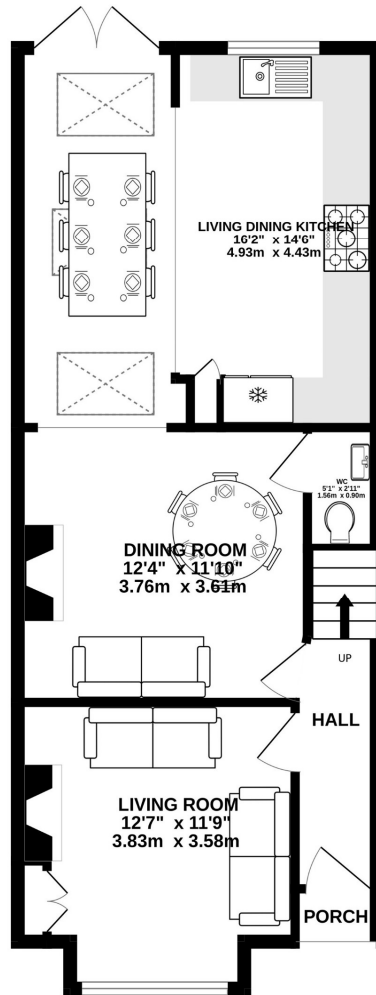 LIVING DINING KITCHEN
16'2" x 14'6"
4.93m x 4.43m
WC
5'1" x 2'11"
1.56m x 0.90m
DINING ROOM
12'4" x 11'10"
3.76m x 3.61m
UP
HALL
LIVING ROOM
12'7" x 11'9"
3.83m x 3.58m
PORCH